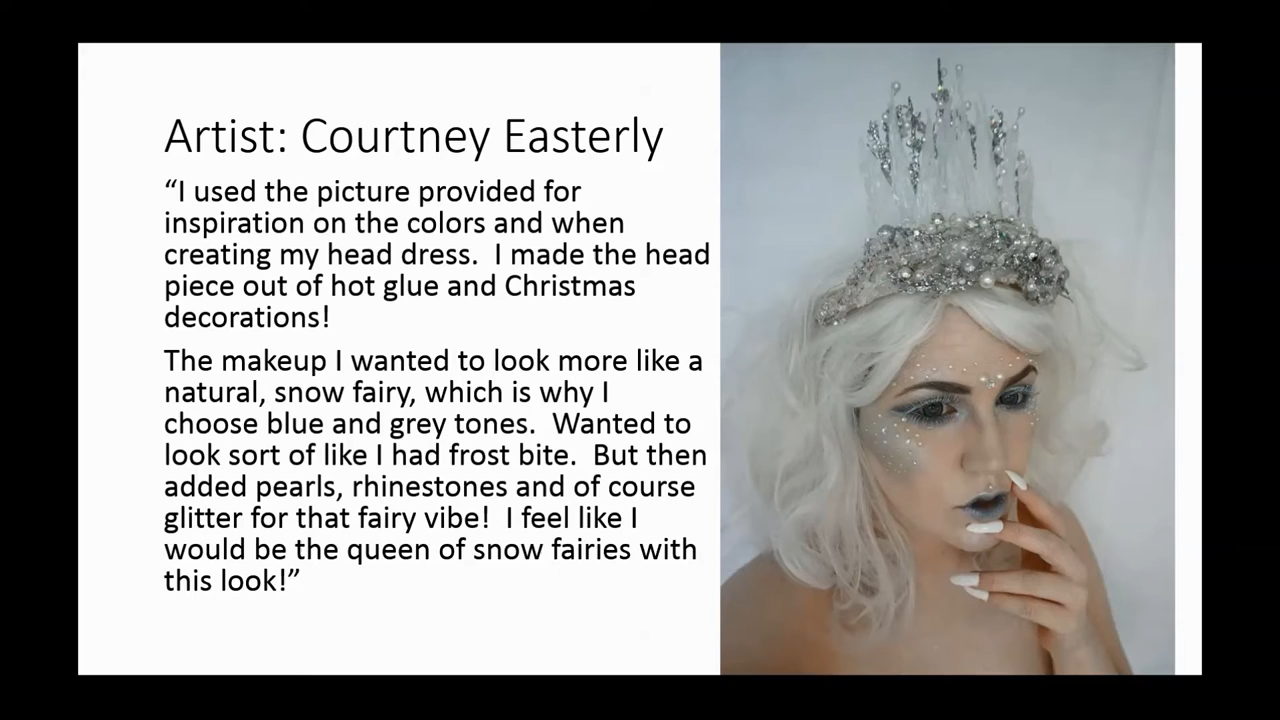 Artist: Courtney Easterly
“I used the picture provided for
inspiration on the colors and when
creating my head dress.  I made the head
piece out of hot glue and Christmas
decorations!
The makeup I wanted to look more like a
natural, snow fairy, which is why I
choose blue and grey tones.  Wanted to
look sort of like I had frost bite.  But then
added pearls, rhinestones and of course
glitter for that fairy vibe!  I feel like I
would be the queen of snow fairies with
this look!”